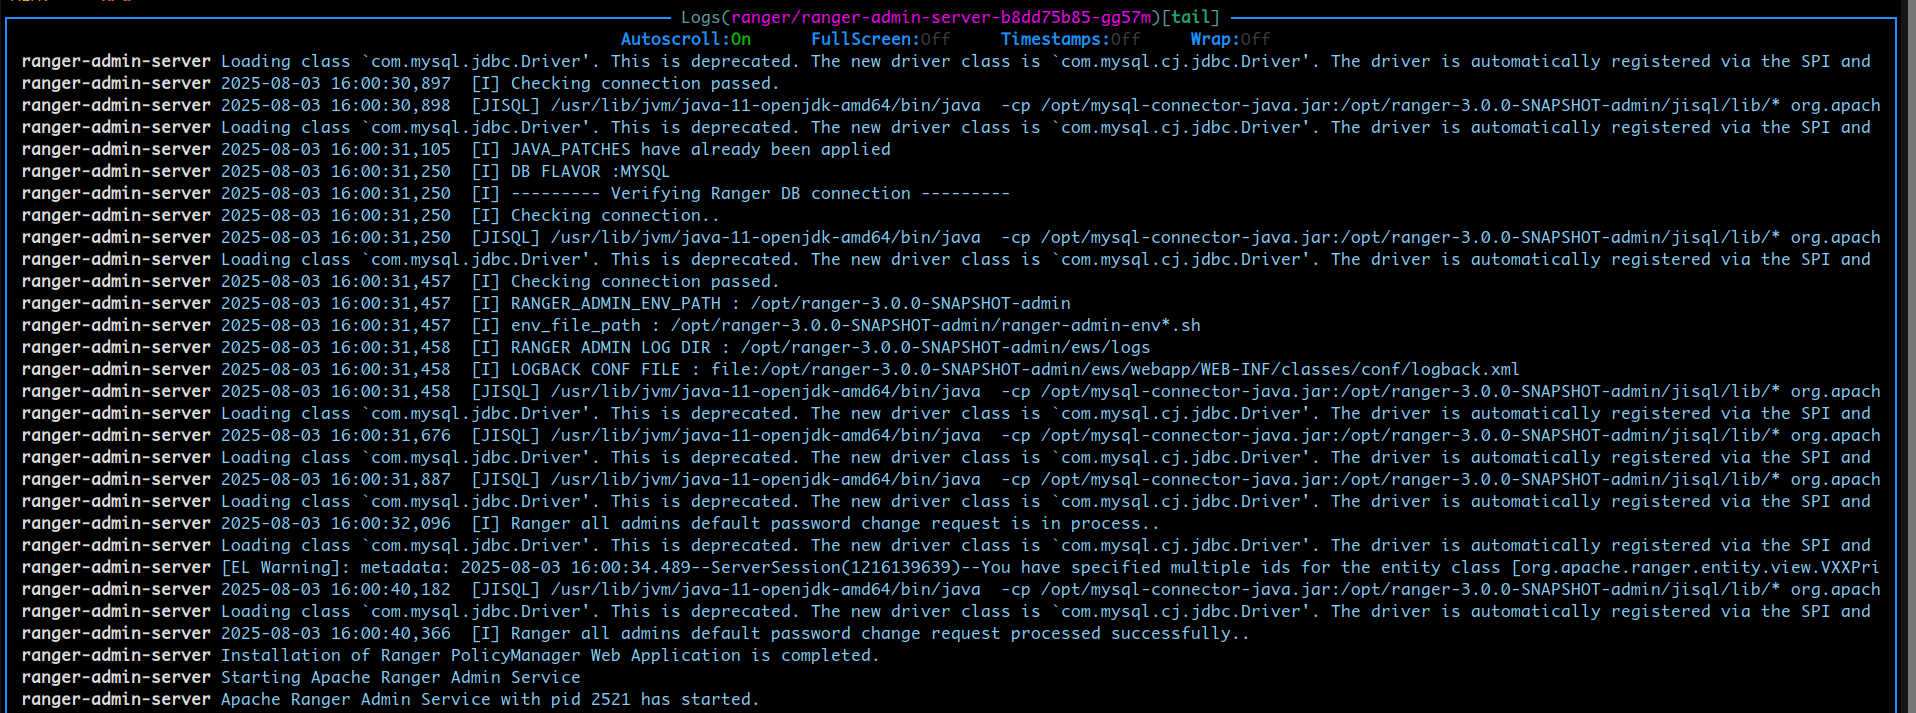 Logs(ranger/ranger-admin-server-b8dd75b85-gg57m)[tail]
Autoscroll:On FullScreen:Off Timestamps:Off Wrap:Off
ranger-admin-server Loading class `com.mysql.jdbc.Driver'. This is deprecated. The new driver class is `com.mysql.cj.jdbc.Driver'. The driver is automatically registered via the SPI and
ranger-admin-server 2025-08-03 16:00:30,897  [I] Checking connection passed.
ranger-admin-server 2025-08-03 16:00:30,898  [JISQL] /usr/lib/jvm/java-11-openjdk-amd64/bin/java  -cp /opt/mysql-connector-java.jar:/opt/ranger-3.0.0-SNAPSHOT-admin/jisql/lib/* org.apach
ranger-admin-server Loading class `com.mysql.jdbc.Driver'. This is deprecated. The new driver class is `com.mysql.cj.jdbc.Driver'. The driver is automatically registered via the SPI and
ranger-admin-server 2025-08-03 16:00:31,105  [I] JAVA_PATCHES have already been applied
ranger-admin-server 2025-08-03 16:00:31,250  [I] DB FLAVOR :MYSQL
ranger-admin-server 2025-08-03 16:00:31,250  [I] --------- Verifying Ranger DB connection ---------
ranger-admin-server 2025-08-03 16:00:31,250  [I] Checking connection..
ranger-admin-server 2025-08-03 16:00:31,250  [JISQL] /usr/lib/jvm/java-11-openjdk-amd64/bin/java  -cp /opt/mysql-connector-java.jar:/opt/ranger-3.0.0-SNAPSHOT-admin/jisql/lib/* org.apach
ranger-admin-server Loading class `com.mysql.jdbc.Driver'. This is deprecated. The new driver class is `com.mysql.cj.jdbc.Driver'. The driver is automatically registered via the SPI and
ranger-admin-server 2025-08-03 16:00:31,457  [I] Checking connection passed.
ranger-admin-server 2025-08-03 16:00:31,457  [I] RANGER_ADMIN_ENV_PATH : /opt/ranger-3.0.0-SNAPSHOT-admin
ranger-admin-server 2025-08-03 16:00:31,457  [I] env_file_path : /opt/ranger-3.0.0-SNAPSHOT-admin/ranger-admin-env*.sh
ranger-admin-server 2025-08-03 16:00:31,458  [I] RANGER ADMIN LOG DIR : /opt/ranger-3.0.0-SNAPSHOT-admin/ews/logs
ranger-admin-server 2025-08-03 16:00:31,458  [I] LOGBACK CONF FILE : file:/opt/ranger-3.0.0-SNAPSHOT-admin/ews/webapp/WEB-INF/classes/conf/logback.xml
ranger-admin-server 2025-08-03 16:00:31,458  [JISQL] /usr/lib/jvm/java-11-openjdk-amd64/bin/java  -cp /opt/mysql-connector-java.jar:/opt/ranger-3.0.0-SNAPSHOT-admin/jisql/lib/* org.apach
ranger-admin-server Loading class `com.mysql.jdbc.Driver'. This is deprecated. The new driver class is `com.mysql.cj.jdbc.Driver'. The driver is automatically registered via the SPI and
ranger-admin-server 2025-08-03 16:00:31,676  [JISQL] /usr/lib/jvm/java-11-openjdk-amd64/bin/java  -cp /opt/mysql-connector-java.jar:/opt/ranger-3.0.0-SNAPSHOT-admin/jisql/lib/* org.apach
ranger-admin-server Loading class `com.mysql.jdbc.Driver'. This is deprecated. The new driver class is `com.mysql.cj.jdbc.Driver'. The driver is automatically registered via the SPI and
ranger-admin-server 2025-08-03 16:00:31,887  [JISQL] /usr/lib/jvm/java-11-openjdk-amd64/bin/java  -cp /opt/mysql-connector-java.jar:/opt/ranger-3.0.0-SNAPSHOT-admin/jisql/lib/* org.apach
ranger-admin-server Loading class `com.mysql.jdbc.Driver'. This is deprecated. The new driver class is `com.mysql.cj.jdbc.Driver'. The driver is automatically registered via the SPI and
ranger-admin-server 2025-08-03 16:00:32,096  [I] Ranger all admins default password change request is in process..
ranger-admin-server Loading class `com.mysql.jdbc.Driver'. This is deprecated. The new driver class is `com.mysql.cj.jdbc.Driver'. The driver is automatically registered via the SPI and
ranger-admin-server [EL Warning]: metadata: 2025-08-03 16:00:34.489--ServerSession(1216139639)--You have specified multiple ids for the entity class [org.apache.ranger.entity.view.VXXPri
ranger-admin-server 2025-08-03 16:00:40,182  [JISQL] /usr/lib/jvm/java-11-openjdk-amd64/bin/java  -cp /opt/mysql-connector-java.jar:/opt/ranger-3.0.0-SNAPSHOT-admin/jisql/lib/* org.apach
ranger-admin-server Loading class `com.mysql.jdbc.Driver'. This is deprecated. The new driver class is `com.mysql.cj.jdbc.Driver'. The driver is automatically registered via the SPI and
ranger-admin-server 2025-08-03 16:00:40,366  [I] Ranger all admins default password change request processed successfully..
ranger-admin-server Installation of Ranger PolicyManager Web Application is completed.
ranger-admin-server Starting Apache Ranger Admin Service
ranger-admin-server Apache Ranger Admin Service with pid 2521 has started.